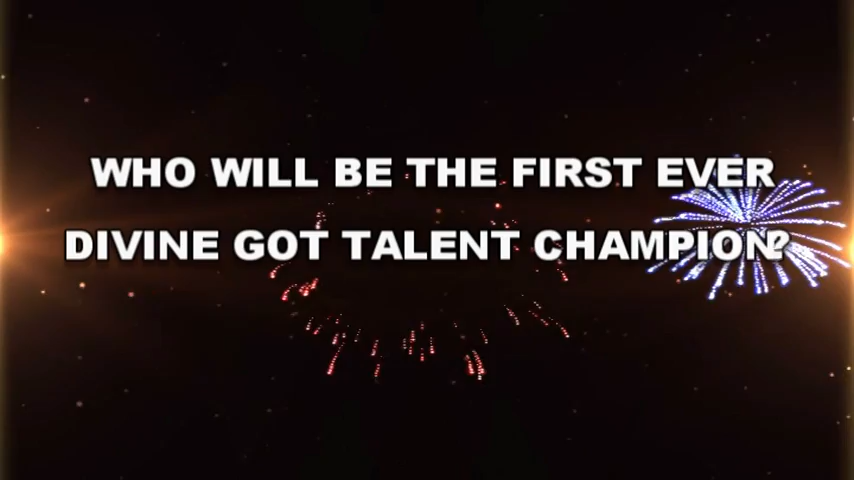 WHO WILL BE THE FIRST EVER
DIVINE GOT TALENT CHAMPION?